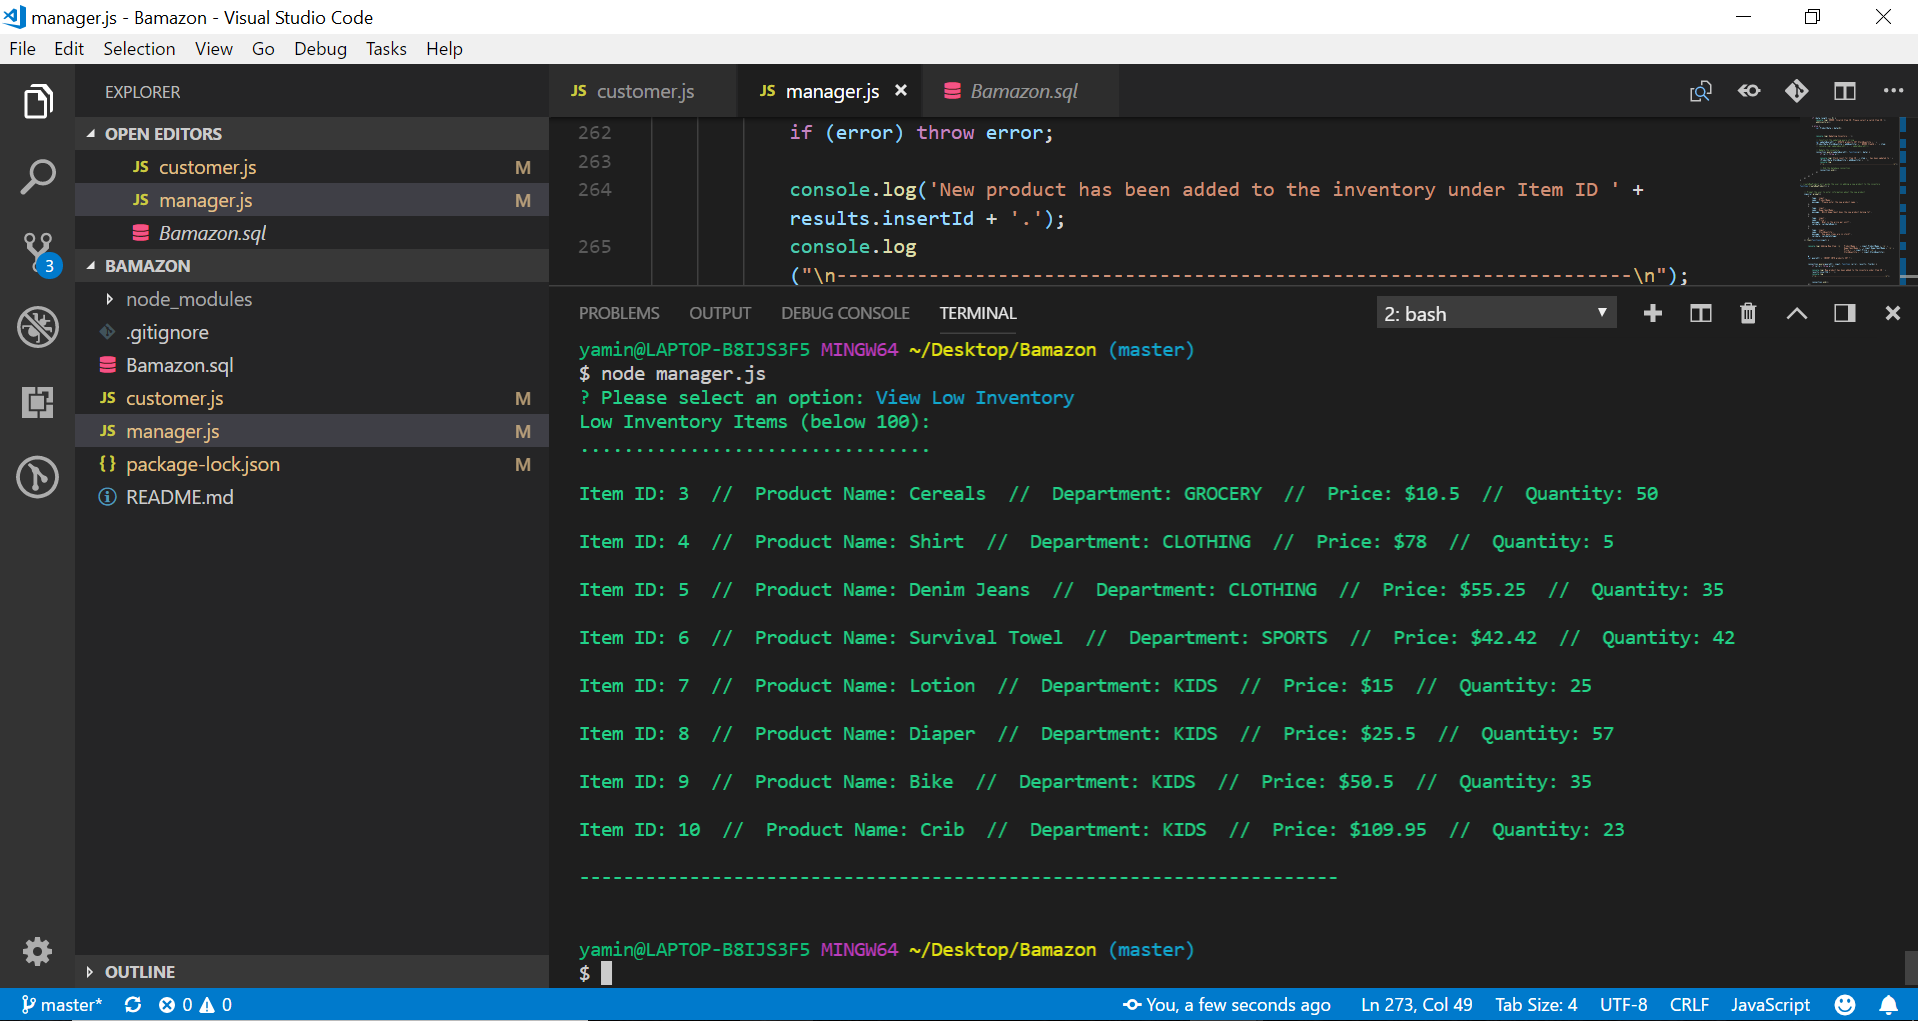 manager.js - Bamazon - Visual Studio Code
File Edit Selection View Go Debug Tasks Help
EXPLORER
OPEN EDITORS
JS customer.js M
JS manager.js M
Bamazon.sql
BAMAZON
node_modules
.gitignore
Bamazon.sql
JS customer.js M
JS manager.js M
{} package-lock.json M
README.md
OUTLINE
3
JS customer.js JS manager.js × Bamazon.sql
262 if (error) throw error;
263
264 console.log('New product has been added to the inventory under Item ID ' +
results.insertId + '.');
265 console.log
("\n---------------------------------------------------------------------\n");
PROBLEMS OUTPUT DEBUG CONSOLE TERMINAL 2: bash
yamin@LAPTOP-B8IJS3F5 MINGW64 ~/Desktop/Bamazon (master)
$ node manager.js
? Please select an option: View Low Inventory
Low Inventory Items (below 100):
................................
Item ID: 3 // Product Name: Cereals // Department: GROCERY // Price: $10.5 // Quantity: 50
Item ID: 4 // Product Name: Shirt // Department: CLOTHING // Price: $78 // Quantity: 5
Item ID: 5 // Product Name: Denim Jeans // Department: CLOTHING // Price: $55.25 // Quantity: 35
Item ID: 6 // Product Name: Survival Towel // Department: SPORTS // Price: $42.42 // Quantity: 42
Item ID: 7 // Product Name: Lotion // Department: KIDS // Price: $15 // Quantity: 25
Item ID: 8 // Product Name: Diaper // Department: KIDS // Price: $25.5 // Quantity: 57
Item ID: 9 // Product Name: Bike // Department: KIDS // Price: $50.5 // Quantity: 35
Item ID: 10 // Product Name: Crib // Department: KIDS // Price: $109.95 // Quantity: 23
---------------------------------------------------------------------
yamin@LAPTOP-B8IJS3F5 MINGW64 ~/Desktop/Bamazon (master)
$
master* 0 0 You, a few seconds ago Ln 273, Col 49 Tab Size: 4 UTF-8 CRLF JavaScript